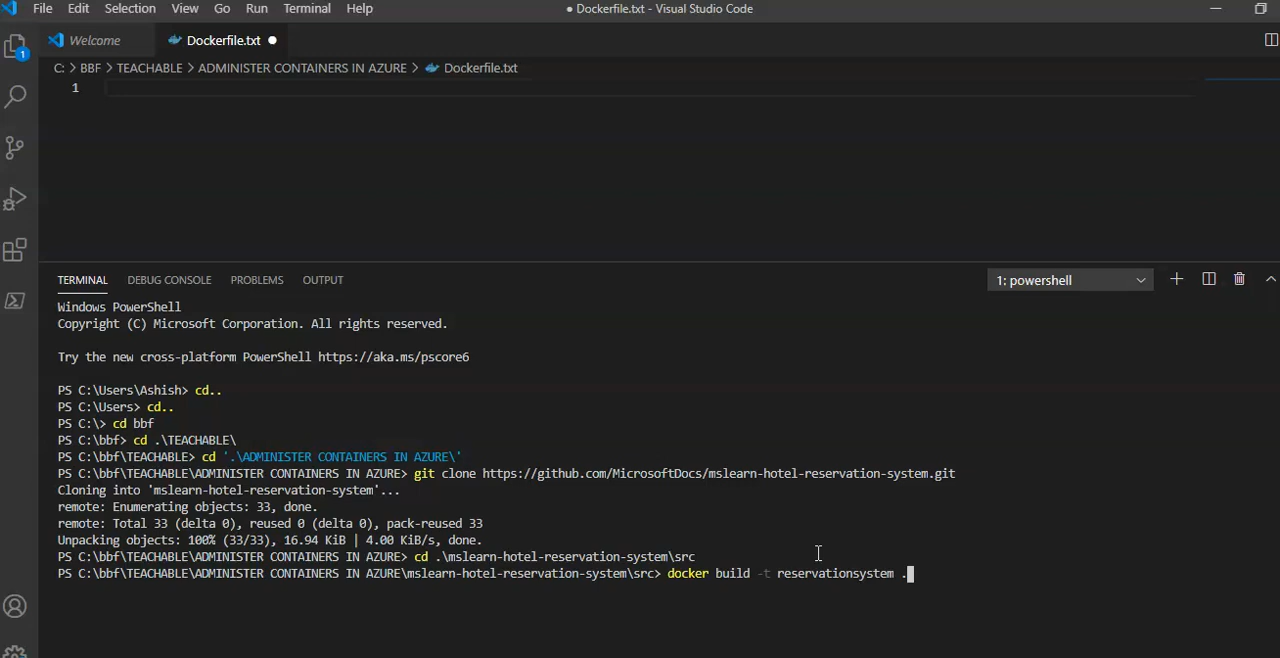 File Edit Selection View Go Run Terminal Help ● Dockerfile.txt - Visual Studio Code
1 Welcome Dockerfile.txt ●
C: > BBF > TEACHABLE > ADMINISTER CONTAINERS IN AZURE > Dockerfile.txt
1
TERMINAL DEBUG CONSOLE PROBLEMS OUTPUT 1: powershell
Windows PowerShell
Copyright (C) Microsoft Corporation. All rights reserved.
Try the new cross-platform PowerShell https://aka.ms/pscore6
PS C:\Users\Ashish> cd..
PS C:\Users> cd..
PS C:\> cd bbf
PS C:\bbf> cd .\TEACHABLE\
PS C:\bbf\TEACHABLE> cd '.\ADMINISTER CONTAINERS IN AZURE\'
PS C:\bbf\TEACHABLE\ADMINISTER CONTAINERS IN AZURE> git clone https://github.com/MicrosoftDocs/mslearn-hotel-reservation-system.git
Cloning into 'mslearn-hotel-reservation-system'...
remote: Enumerating objects: 33, done.
remote: Total 33 (delta 0), reused 0 (delta 0), pack-reused 33
Unpacking objects: 100% (33/33), 16.94 KiB | 4.00 KiB/s, done.
PS C:\bbf\TEACHABLE\ADMINISTER CONTAINERS IN AZURE> cd .\mslearn-hotel-reservation-system\src
PS C:\bbf\TEACHABLE\ADMINISTER CONTAINERS IN AZURE\mslearn-hotel-reservation-system\src> docker build -t reservationsystem .